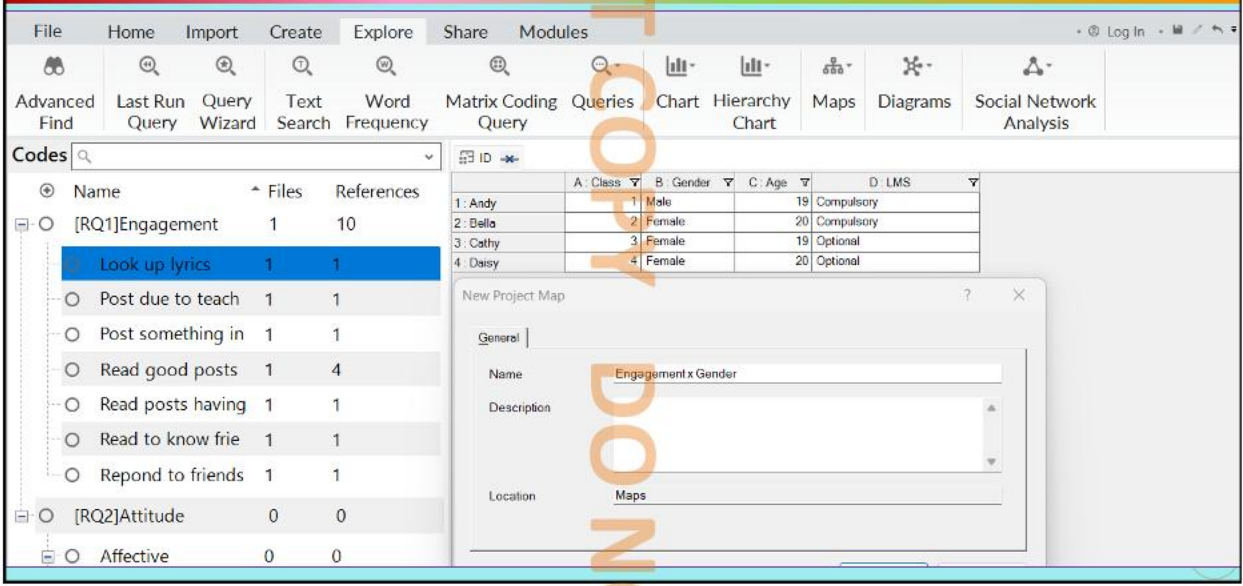 File Home Import Create Explore Share Modules Log In
Advanced Find Last Run Query Query Wizard Text Search Word Frequency Matrix Coding Query Queries Chart Hierarchy Chart Maps Diagrams Social Network Analysis
Codes
Name Files References
[RQ1]Engagement 1 10
Look up lyrics 1 1
Post due to teach 1 1
Post something in 1 1
Read good posts 1 4
Read posts having 1 1
Read to know frie 1 1
Repond to friends 1 1
[RQ2]Attitude 0 0
Affective 0 0
ID
A : Class B : Gender C : Age D : LMS
1 : Andy 1 Male 19 Compulsory
2 : Bella 2 Female 20 Compulsory
3 : Cathy 3 Female 19 Optional
4 : Daisy 4 Female 20 Optional
New Project Map ?
General
Name Engagement x Gender
Description
Location Maps
T COPY DO NO